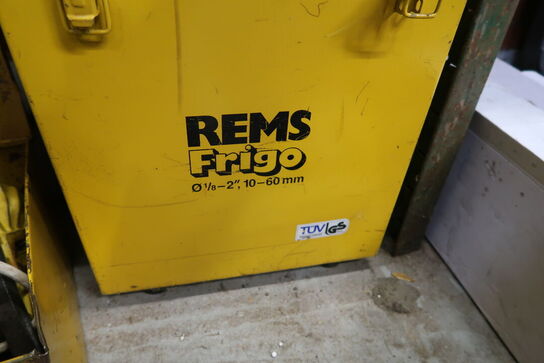 REMS
Frigo
Ø 1/8–2", 10–60 mm
TÜV GS